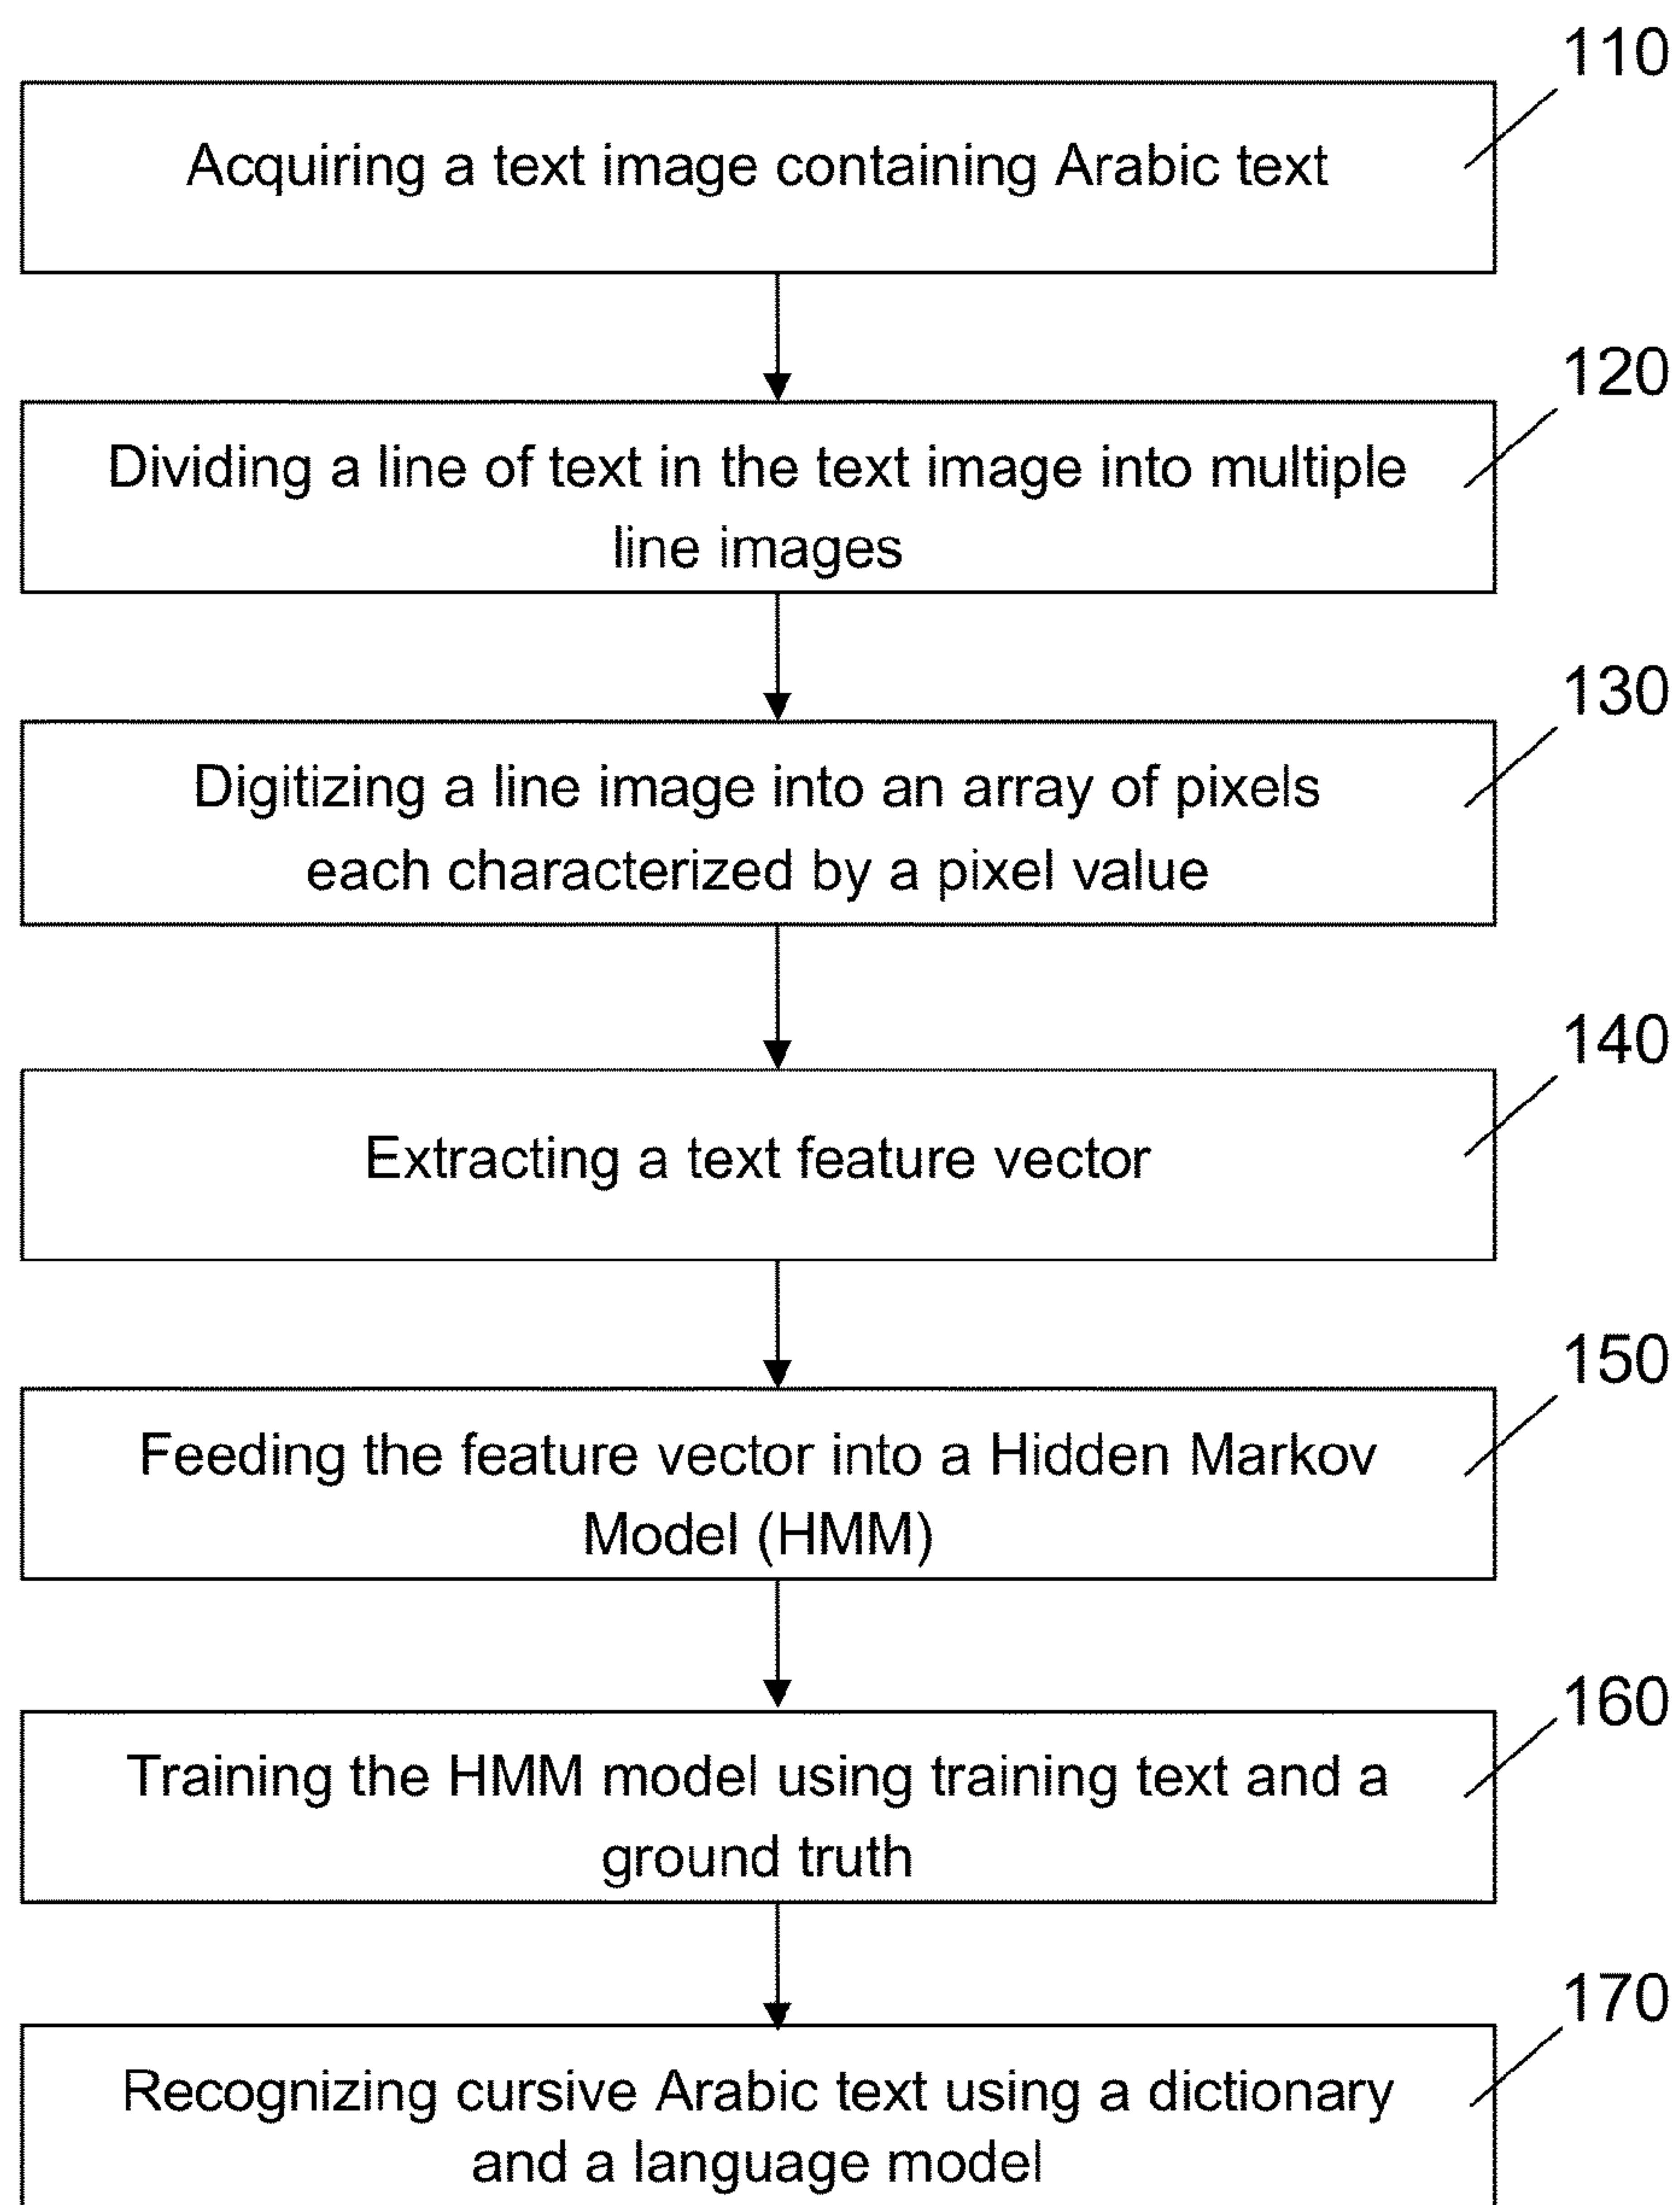 110
Acquiring a text image containing Arabic text
120
Dividing a line of text in the text image into multiple
line images
130
Digitizing a line image into an array of pixels
each characterized by a pixel value
140
Extracting a text feature vector
150
Feeding the feature vector into a Hidden Markov
Model (HMM)
160
Training the HMM model using training text and a
ground truth
170
Recognizing cursive Arabic text using a dictionary
and a language model